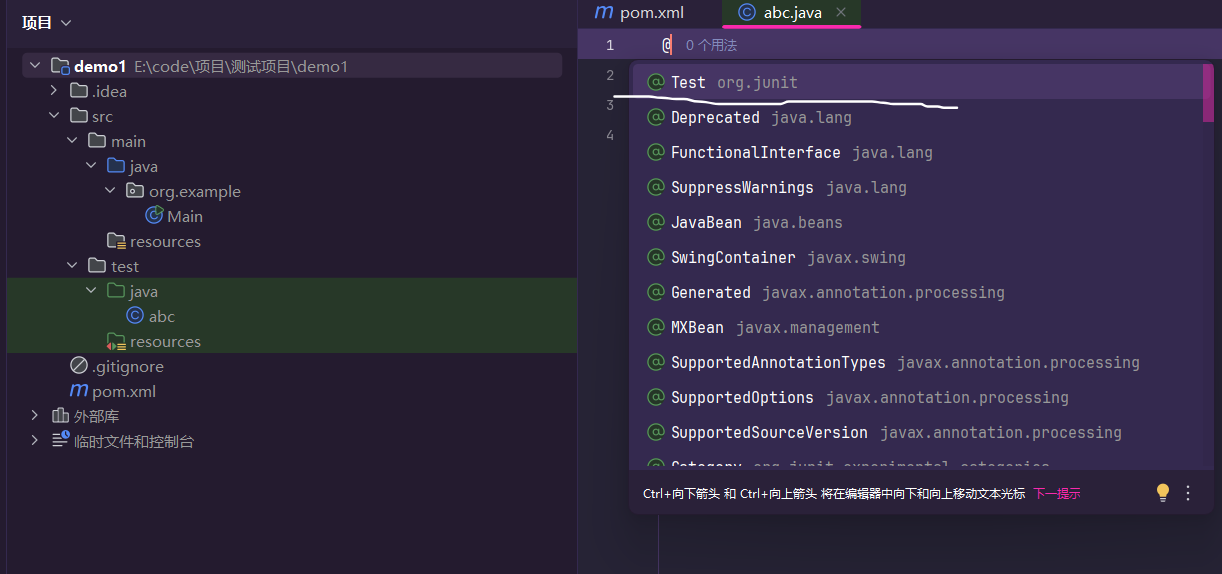 项目
pom.xml
abc.java
demo1 E:\code\项目\测试项目\demo1
.idea
src
main
java
org.example
Main
resources
test
java
abc
resources
.gitignore
pom.xml
外部库
临时文件和控制台
1 @ 0 个用法
2
3
4
Test org.junit
Deprecated java.lang
FunctionalInterface java.lang
SuppressWarnings java.lang
JavaBean java.beans
SwingContainer javax.swing
Generated javax.annotation.processing
MXBean javax.management
SupportedAnnotationTypes javax.annotation.processing
SupportedOptions javax.annotation.processing
SupportedSourceVersion javax.annotation.processing
Category org.junit.experimental.categories
Ctrl+向下箭头 和 Ctrl+向上箭头 将在编辑器中向下和向上移动文本光标 下一提示